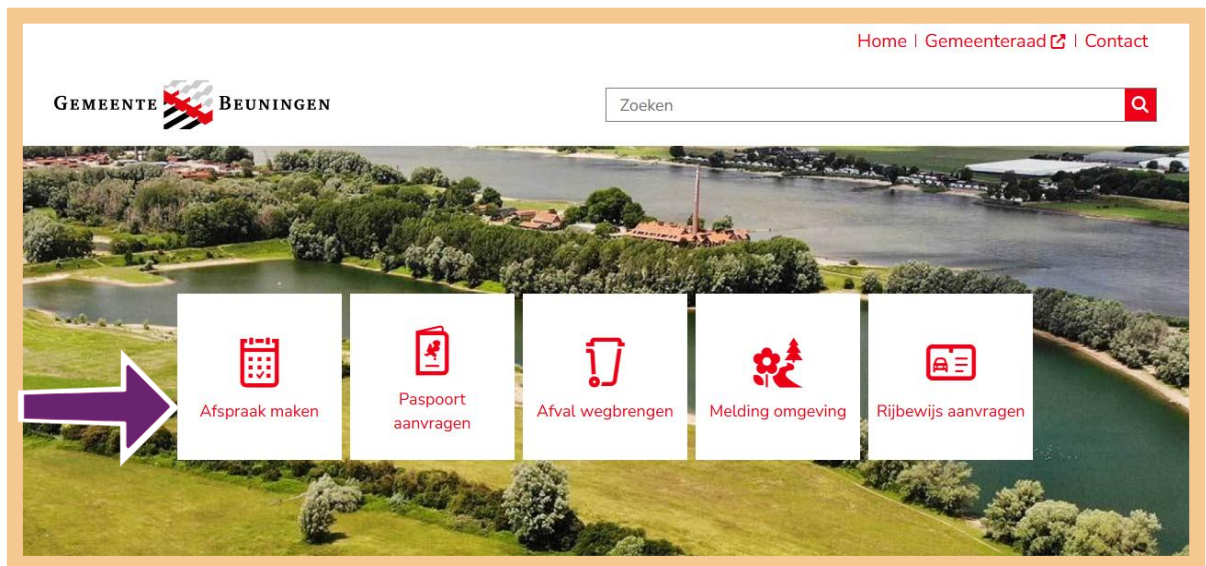 Home | Gemeenteraad | Contact
GEMEENTE BEUNINGEN
Zoeken
Afspraak maken
Paspoort
aanvragen
Afval wegbrengen
Melding omgeving
Rijbewijs aanvragen